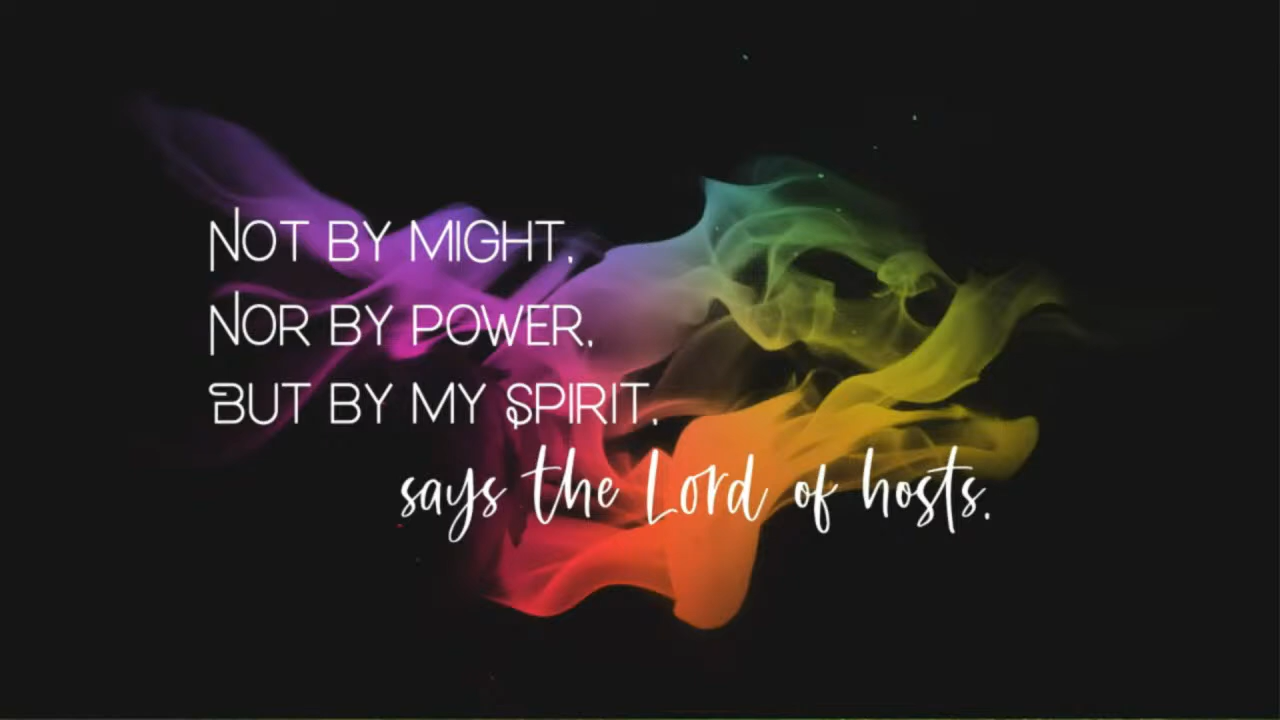 Not by might,
Nor by power,
But by my Spirit,
says the Lord of hosts.